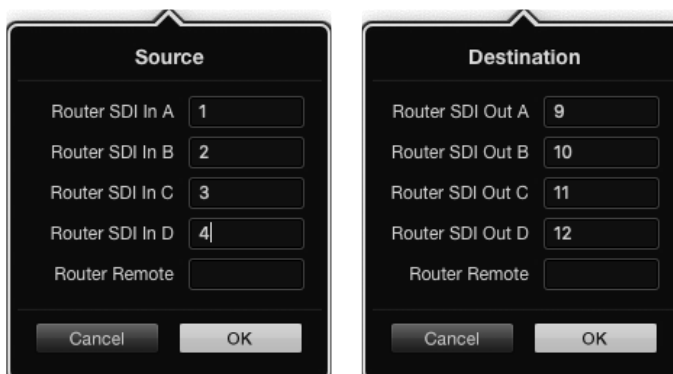 Source
Router SDI In A 1
Router SDI In B 2
Router SDI In C 3
Router SDI In D 4
Router Remote
Cancel OK
Destination
Router SDI Out A 9
Router SDI Out B 10
Router SDI Out C 11
Router SDI Out D 12
Router Remote
Cancel OK